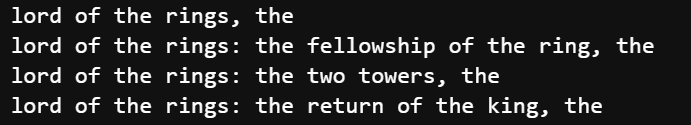 lord of the rings, the
lord of the rings: the fellowship of the ring, the
lord of the rings: the two towers, the
lord of the rings: the return of the king, the